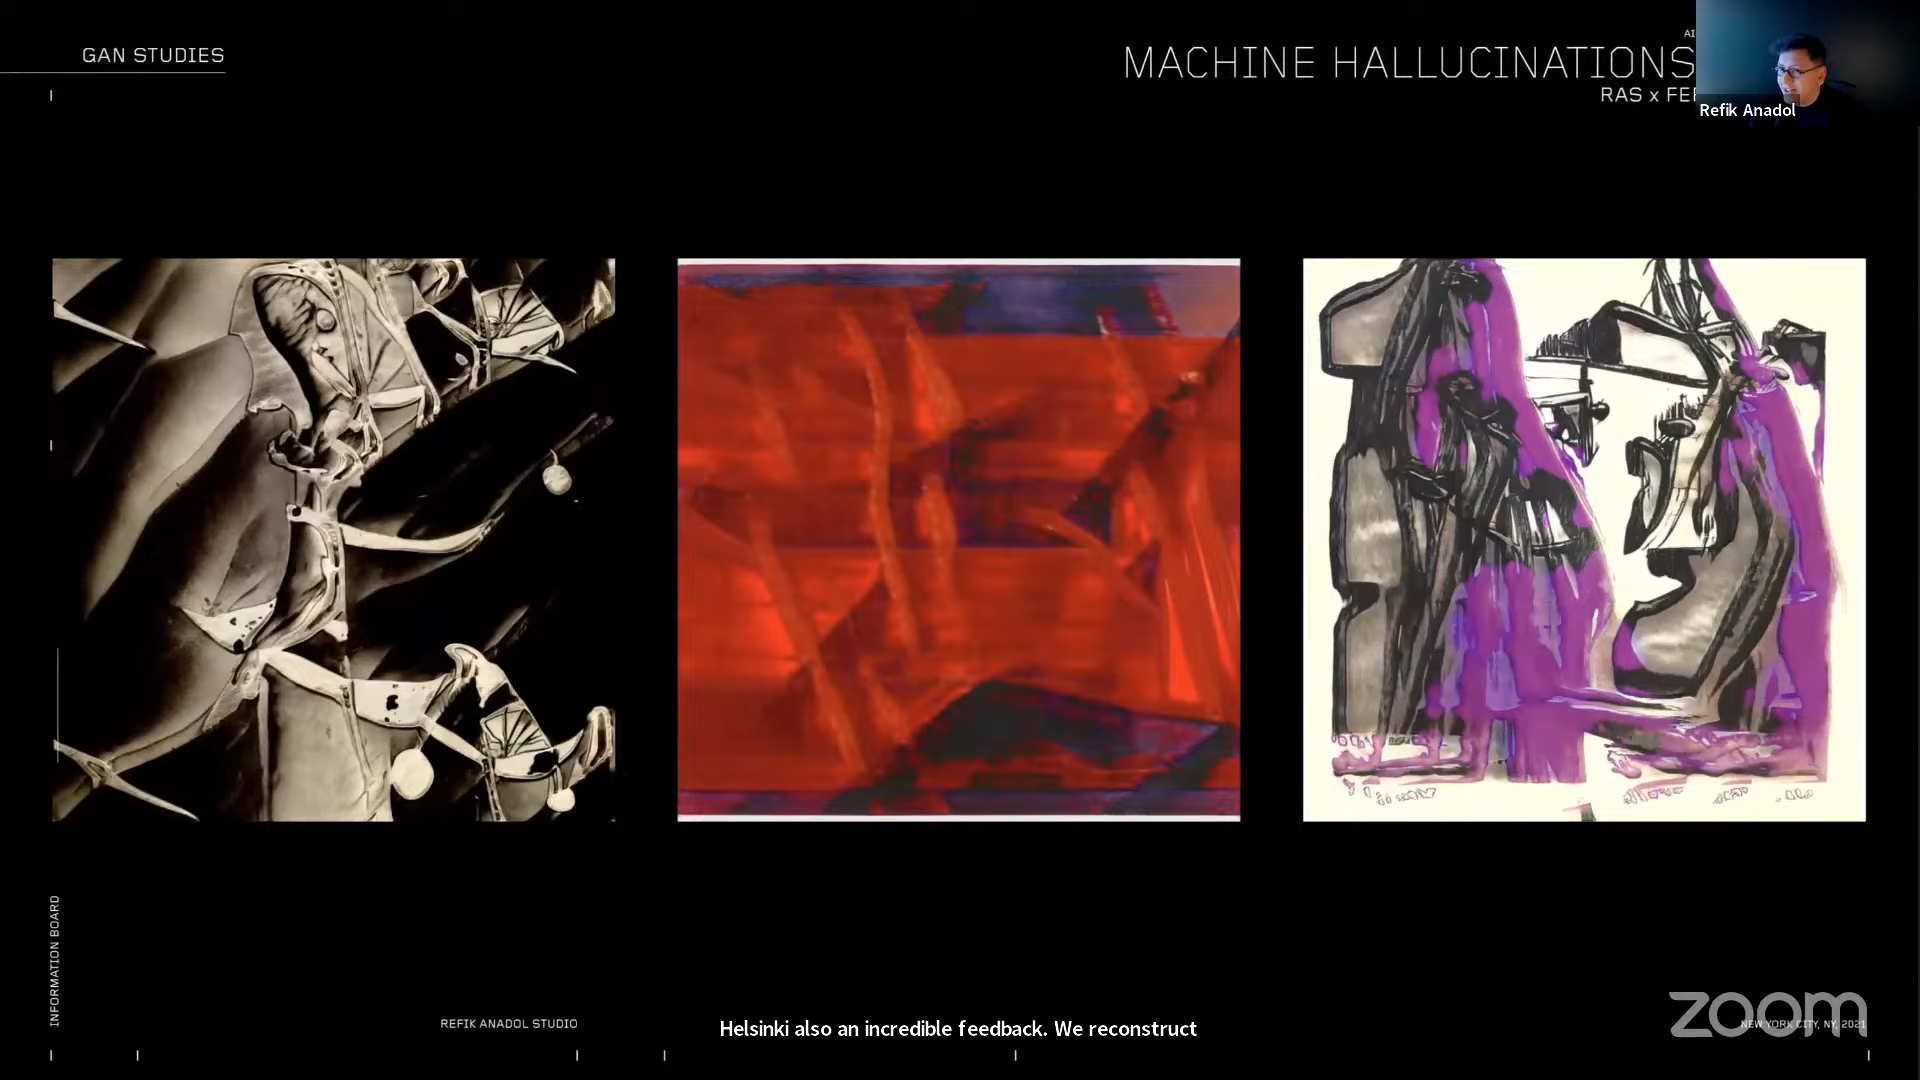 GAN STUDIES
AI
MACHINE HALLUCINATIONS
RAS x FE
Refik Anadol
INFORMATION BOARD
REFIK ANADOL STUDIO
Helsinki also an incredible feedback. We reconstruct
zoom
NEW YORK CITY, NY, 2021